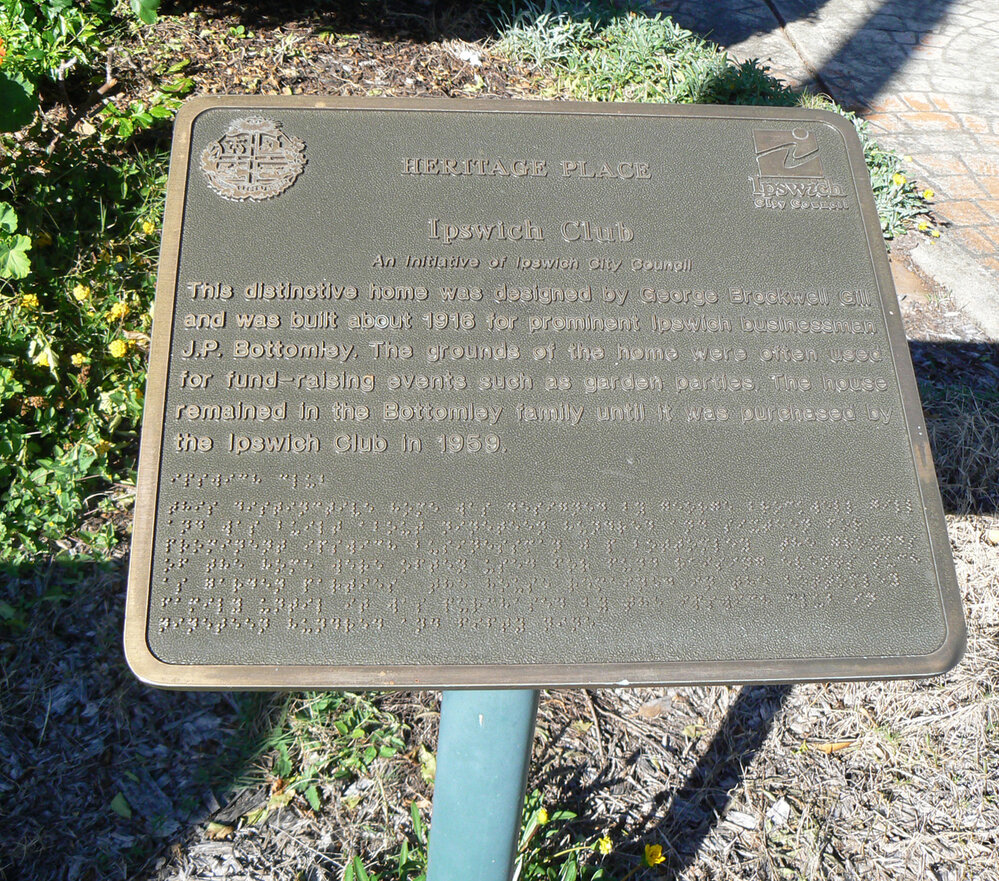 HERITAGE PLACE
Ipswich
City Council
Ipswich Club
An Initiative of Ipswich City Council
This distinctive home was designed by George Brockwell Gill
and was built about 1916 for prominent Ipswich businessman
J.P. Bottomley. The grounds of the home were often used
for fund-raising events such as garden parties. The house
remained in the Bottomley family until it was purchased by
the Ipswich Club in 1959.